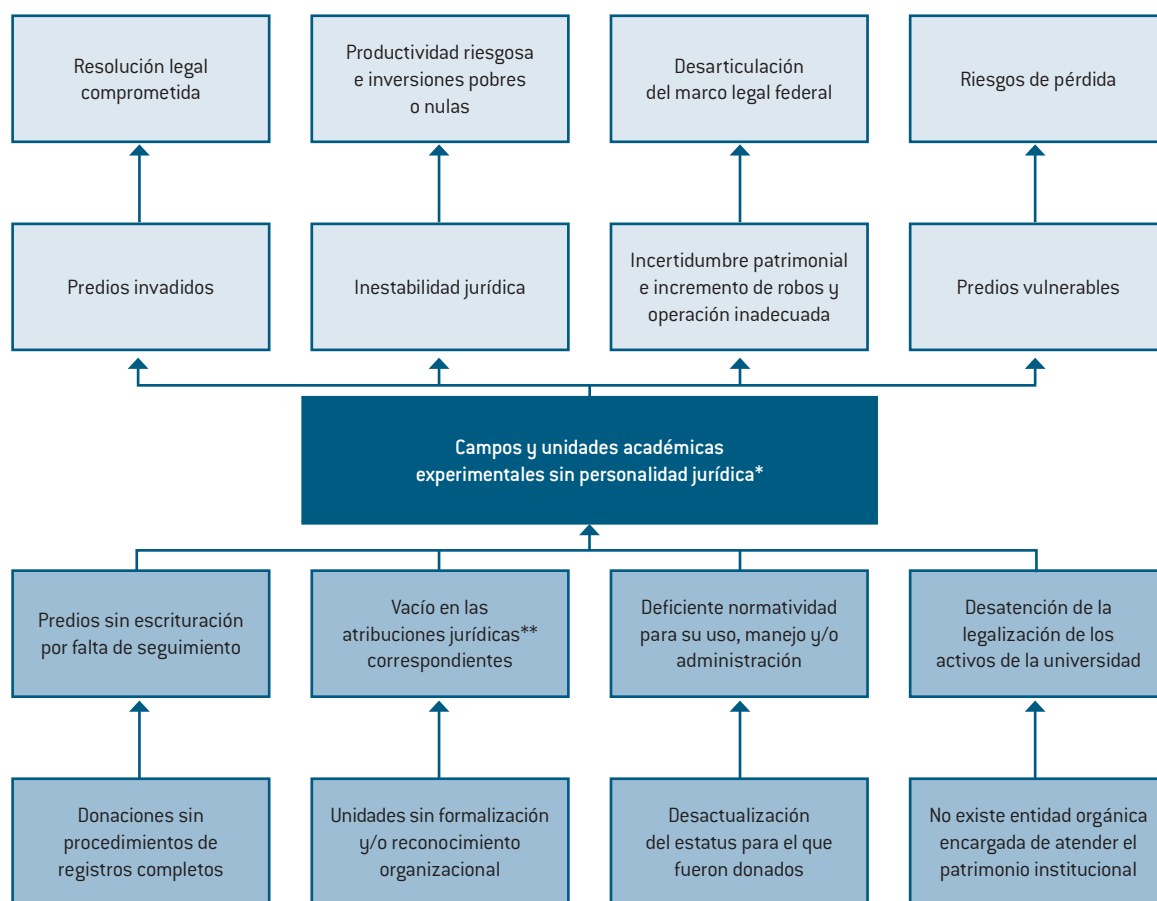 Resolución legal
comprometida
Productividad riesgosa
e inversiones pobres
o nulas
Desarticulación
del marco legal federal
Riesgos de pérdida
Predios invadidos
Inestabilidad jurídica
Incertidumbre patrimonial
e incremento de robos y
operación inadecuada
Predios vulnerables
Campos y unidades académicas
experimentales sin personalidad jurídica*
Predios sin escrituración
por falta de seguimiento
Vacío en las
atribuciones jurídicas**
correspondientes
Deficiente normatividad
para su uso, manejo y/o
administración
Desatención de la
legalización de los
activos de la universidad
Donaciones sin
procedimientos de
registros completos
Unidades sin formalización
y/o reconocimiento
organizacional
Desactualización
del estatus para el que
fueron donados
No existe entidad orgánica
encargada de atender el
patrimonio institucional